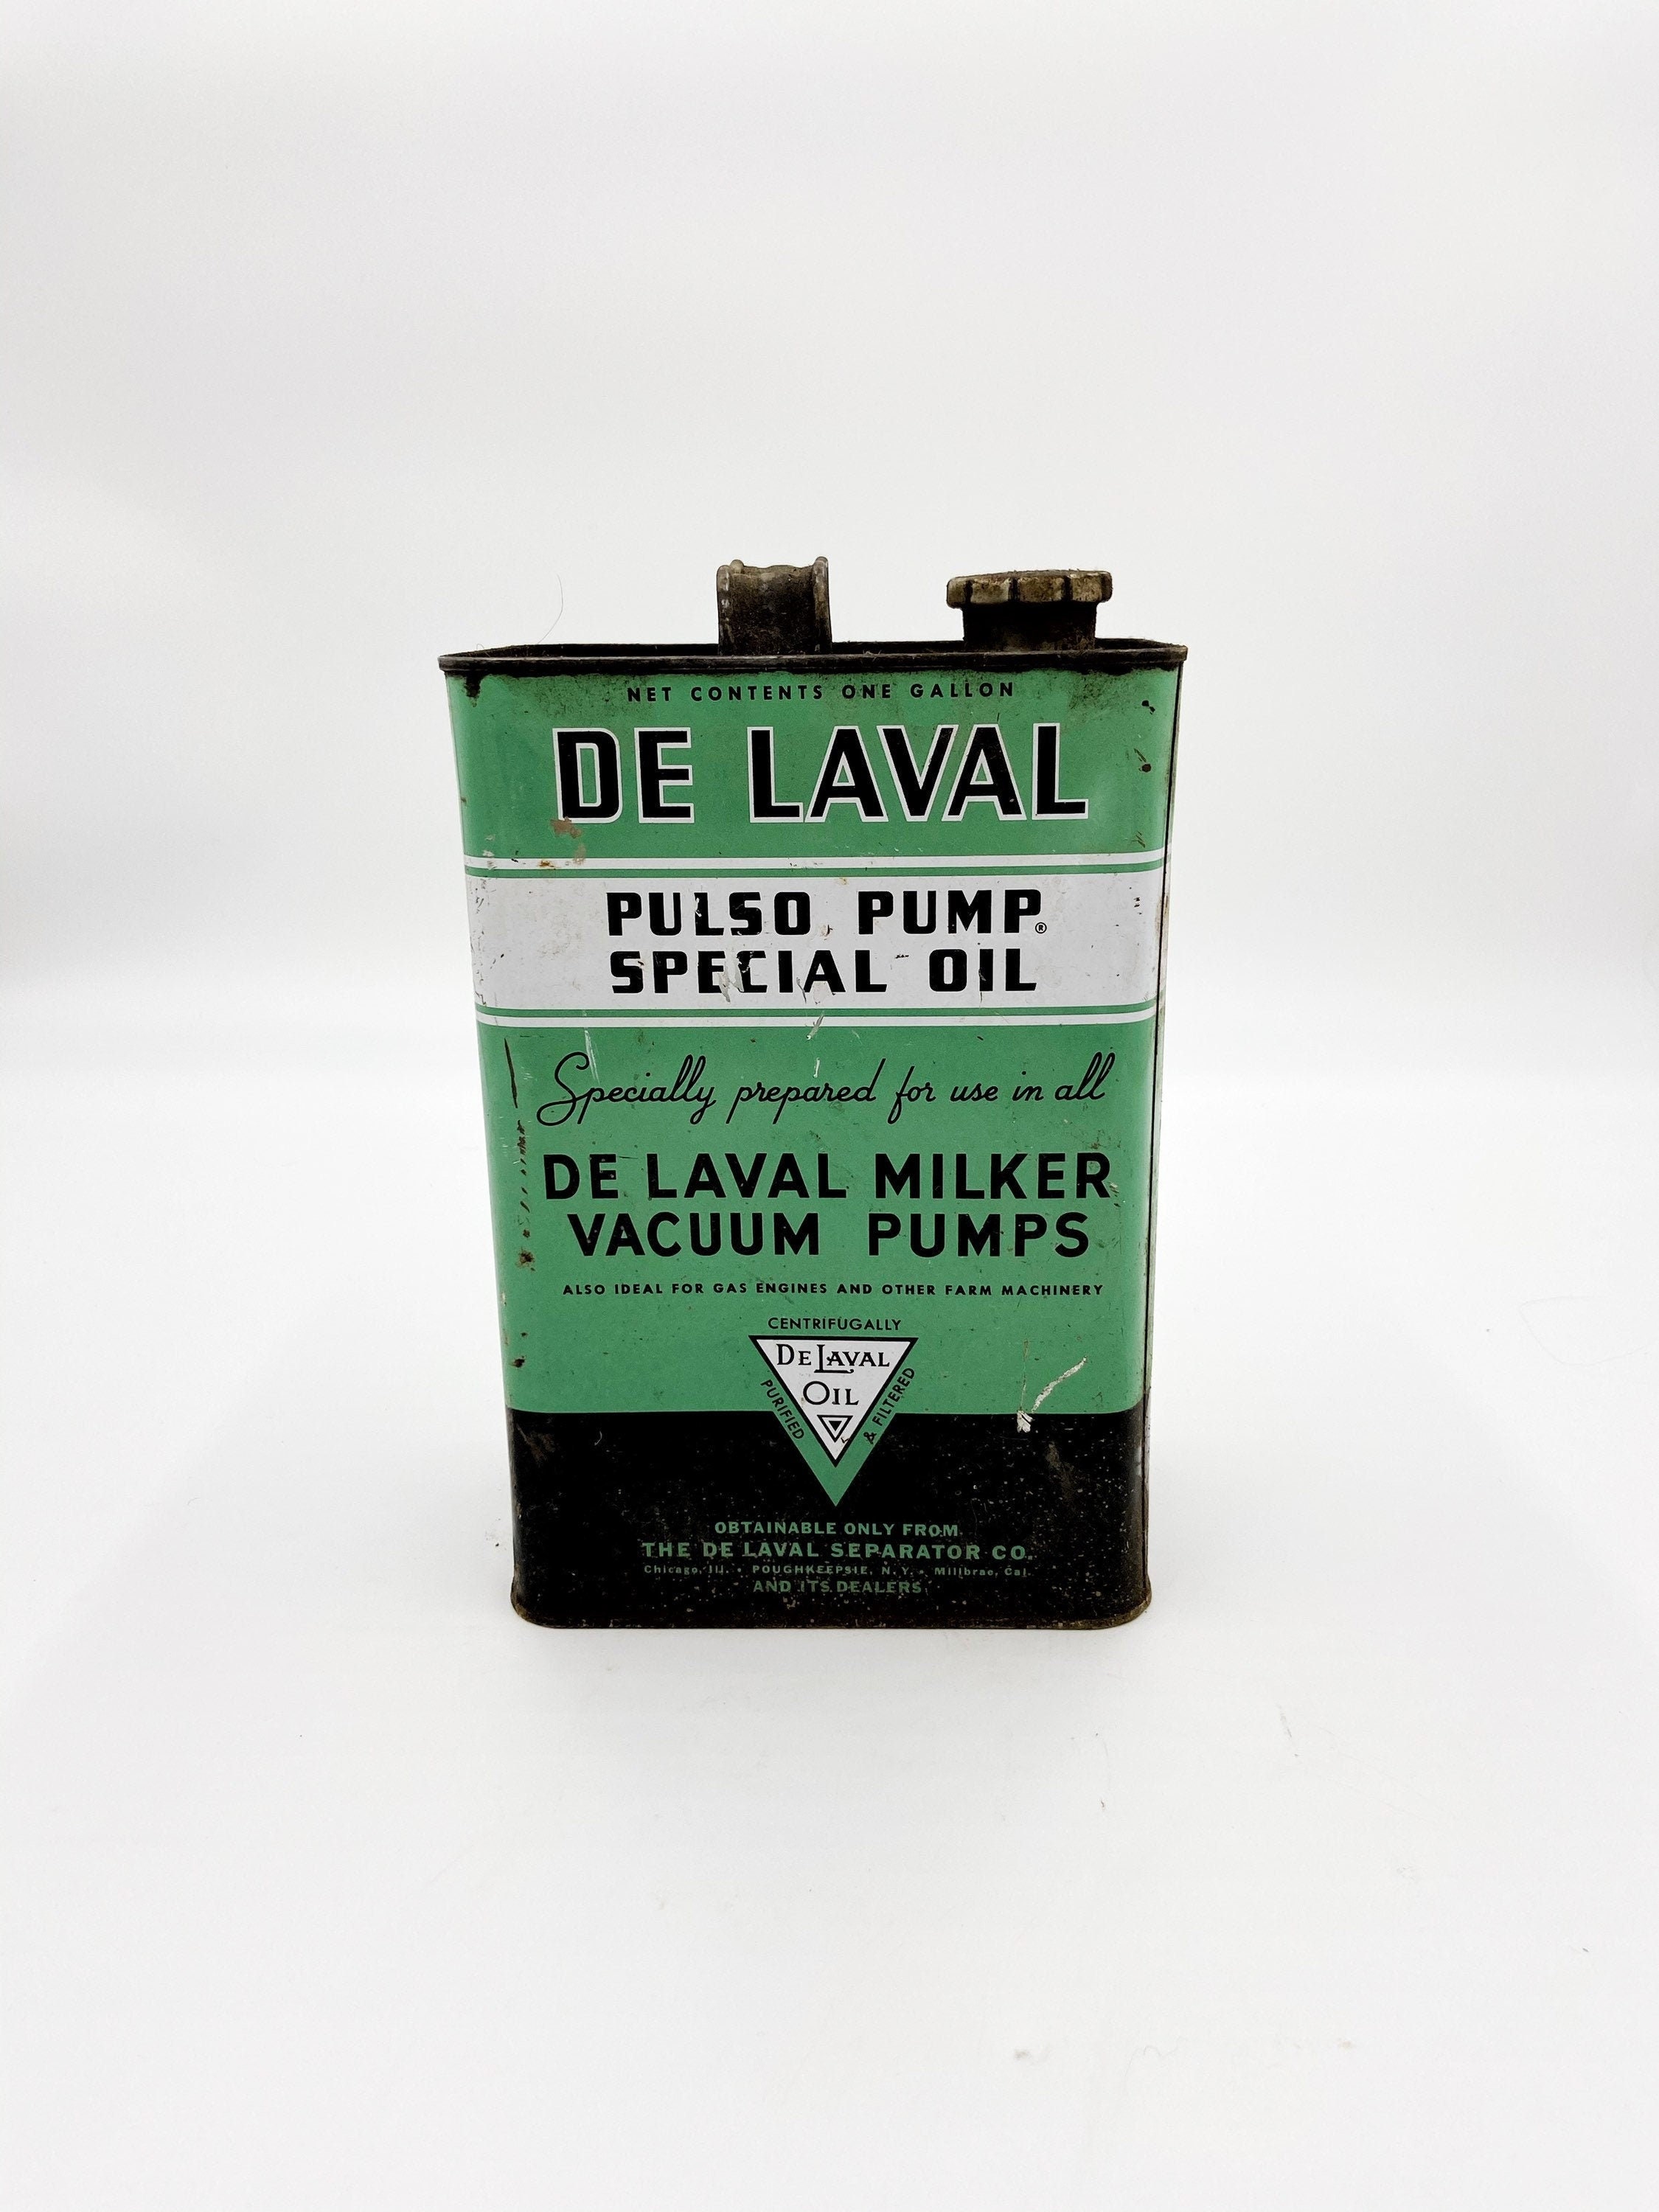 NET CONTENTS ONE GALLON
DE LAVAL
PULSO PUMP®
SPECIAL OIL
Specially prepared for use in all
DE LAVAL MILKER
VACUUM PUMPS
ALSO IDEAL FOR GAS ENGINES AND OTHER FARM MACHINERY
CENTRIFUGALLY
DE LAVAL
OIL
PURIFIED
& FILTERED
OBTAINABLE ONLY FROM
THE DE LAVAL SEPARATOR CO.
Chicago, Ill. • POUGHKEEPSIE, N.Y. • Millbrae, Cal
AND ITS DEALERS